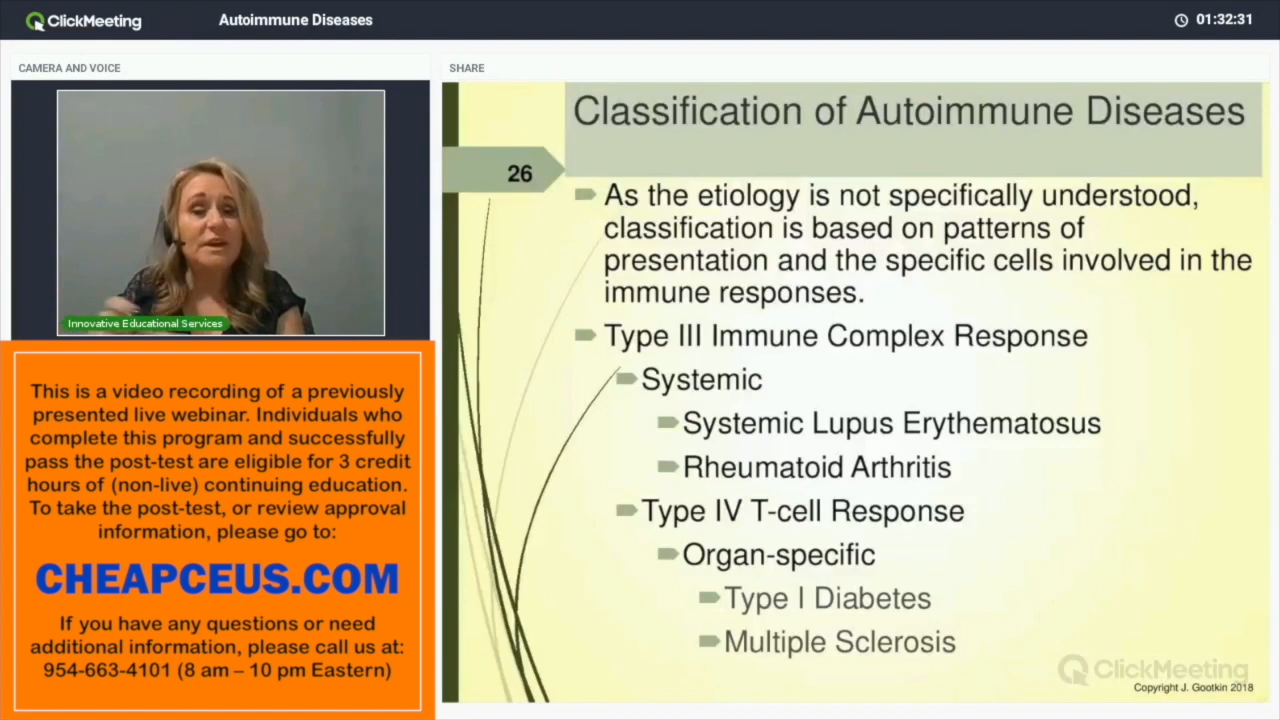 ClickMeeting
Autoimmune Diseases
01:32:31
CAMERA AND VOICE
SHARE
Innovative Educational Services
This is a video recording of a previously
presented live webinar. Individuals who
complete this program and successfully
pass the post-test are eligible for 3 credit
hours of (non-live) continuing education.
To take the post-test, or review approval
information, please go to:
CHEAPCEUS.COM
If you have any questions or need
additional information, please call us at:
954-663-4101 (8 am – 10 pm Eastern)
Classification of Autoimmune Diseases
26
As the etiology is not specifically understood,
classification is based on patterns of
presentation and the specific cells involved in the
immune responses.
Type III Immune Complex Response
Systemic
Systemic Lupus Erythematosus
Rheumatoid Arthritis
Type IV T-cell Response
Organ-specific
Type I Diabetes
Multiple Sclerosis
ClickMeeting
Copyright J. Gootkin 2018